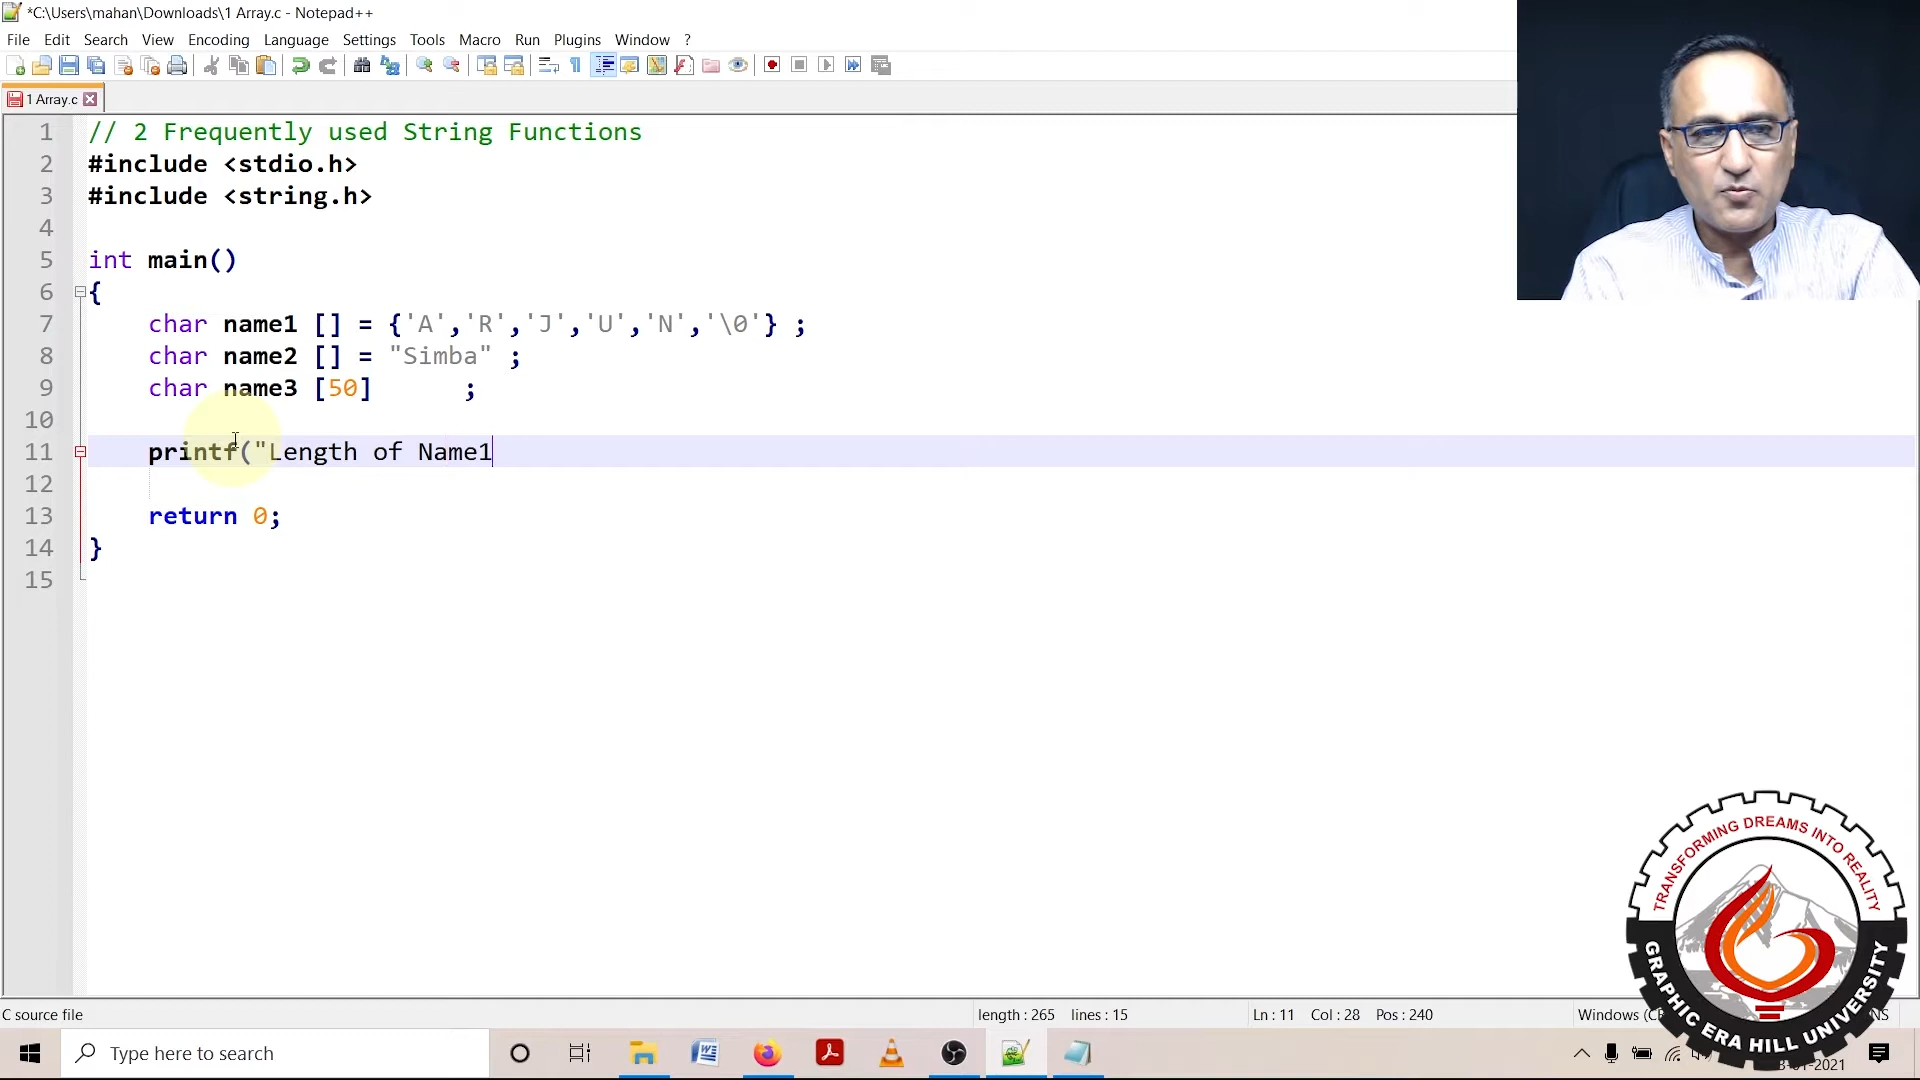 *C:\Users\mahan\Downloads\1 Array.c - Notepad++
File Edit Search View Encoding Language Settings Tools Macro Run Plugins Window ?
1 Array.c
1 // 2 Frequently used String Functions
2 #include <stdio.h>
3 #include <string.h>
4
5 int main()
6 {
7 char name1 [] = {'A','R','J','U','N','\0'} ;
8 char name2 [] = "Simba" ;
9 char name3 [50] ;
10
11 printf("Length of Name1
12
13 return 0;
14 }
15
TRANSFORMING DREAMS INTO REALITY
GRAPHIC ERA HILL UNIVERSITY
C source file length : 265 lines : 15 Ln : 11 Col : 28 Pos : 240 Windows
Type here to search